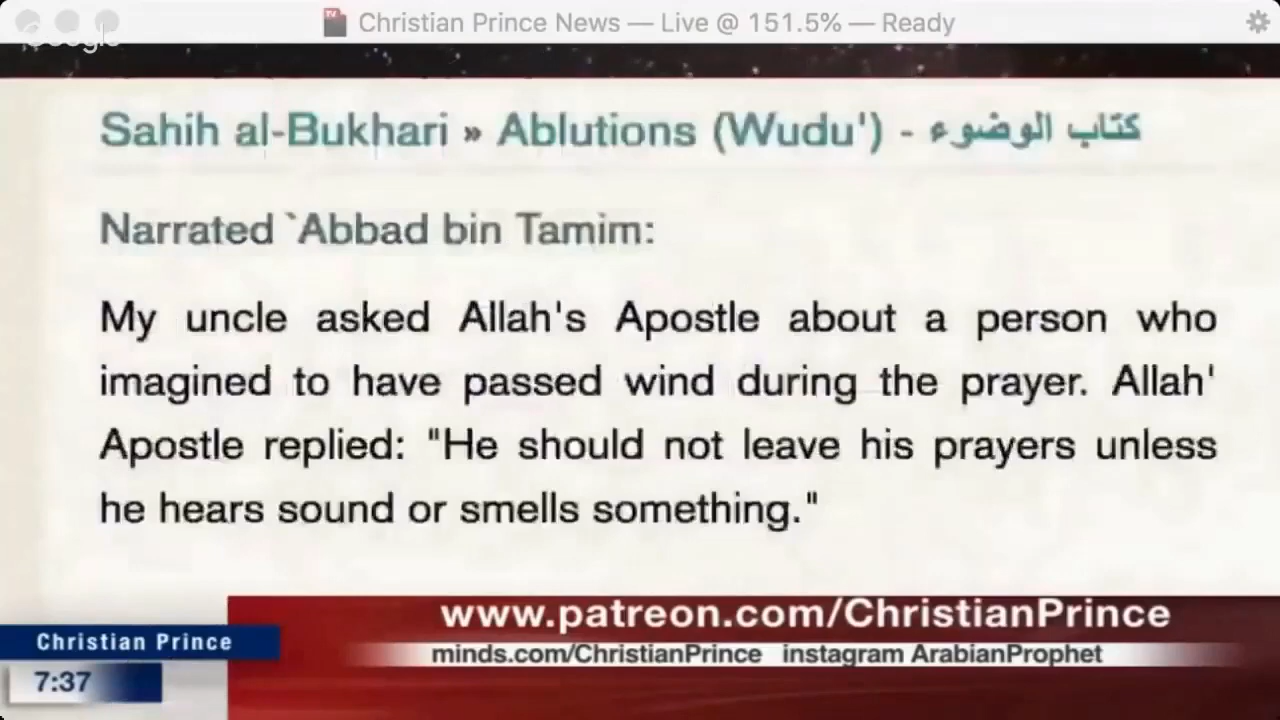 Christian Prince News — Live @ 151.5% — Ready
Google
Sahih al-Bukhari » Ablutions (Wudu') - كتاب الوضوء
Narrated `Abbad bin Tamim:
My uncle asked Allah's Apostle about a person who
imagined to have passed wind during the prayer. Allah'
Apostle replied: "He should not leave his prayers unless
he hears sound or smells something."
www.patreon.com/ChristianPrince
Christian Prince
minds.com/ChristianPrince instagram ArabianProphet
7:37